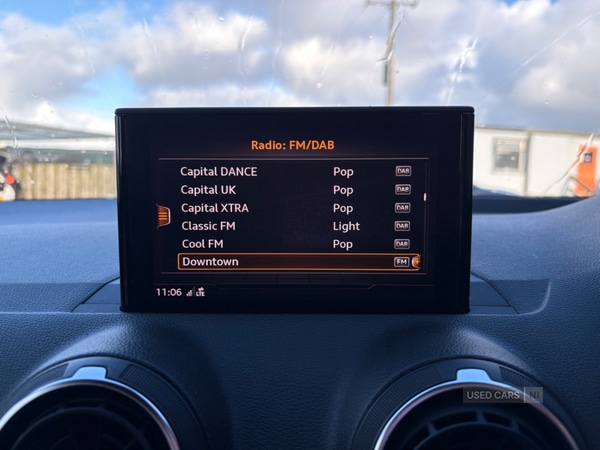 Radio: FM/DAB
Capital DANCE Pop DAB
Capital UK Pop DAB
Capital XTRA Pop DAB
Classic FM Light DAB
Cool FM Pop DAB
Downtown FM
11:06 LTE
USED CARS NI